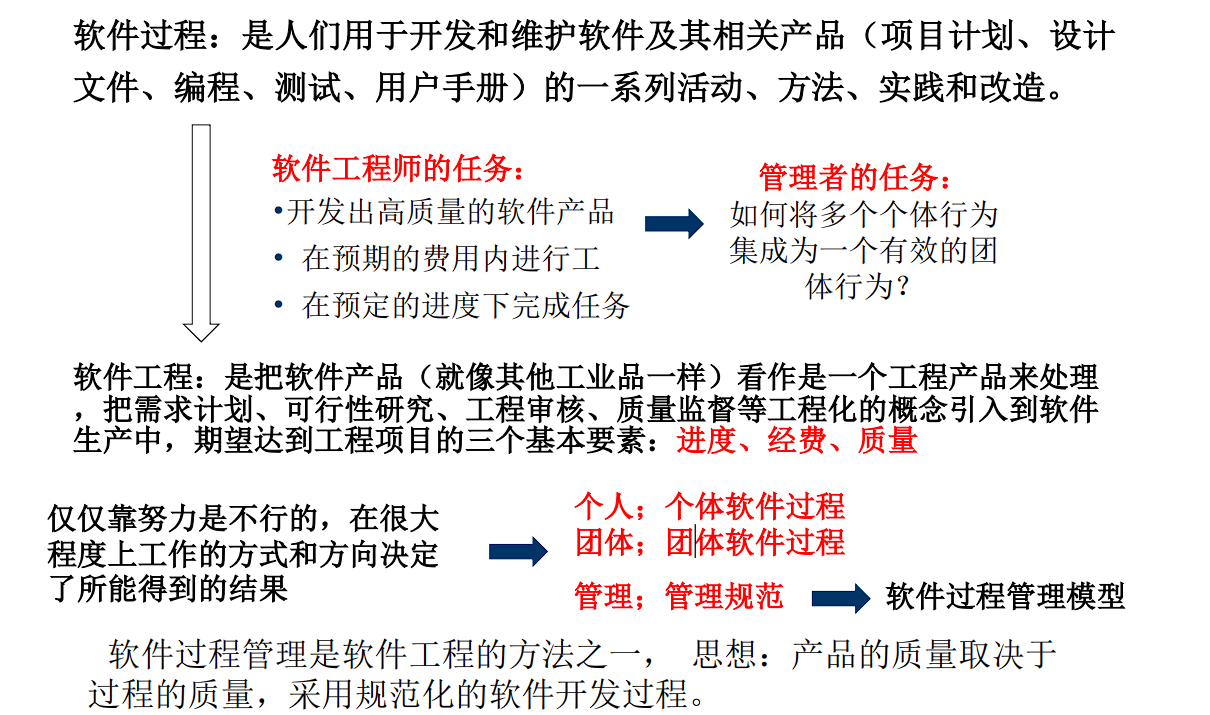 软件过程：是人们用于开发和维护软件及其相关产品（项目计划、设计
文件、编程、测试、用户手册）的一系列活动、方法、实践和改造。
软件工程师的任务：
•开发出高质量的软件产品
• 在预期的费用内进行工
• 在预定的进度下完成任务
管理者的任务：
如何将多个个体行为
集成为一个有效的团
体行为？
软件工程：是把软件产品（就像其他工业品一样）看作是一个工程产品来处理
，把需求计划、可行性研究、工程审核、质量监督等工程化的概念引入到软件
生产中，期望达到工程项目的三个基本要素：进度、经费、质量
仅仅靠努力是不行的，在很大
程度上工作的方式和方向决定
了所能得到的结果
个人；个体软件过程
团体；团体软件过程
管理；管理规范
软件过程管理模型
软件过程管理是软件工程的方法之一， 思想：产品的质量取决于
过程的质量，采用规范化的软件开发过程。